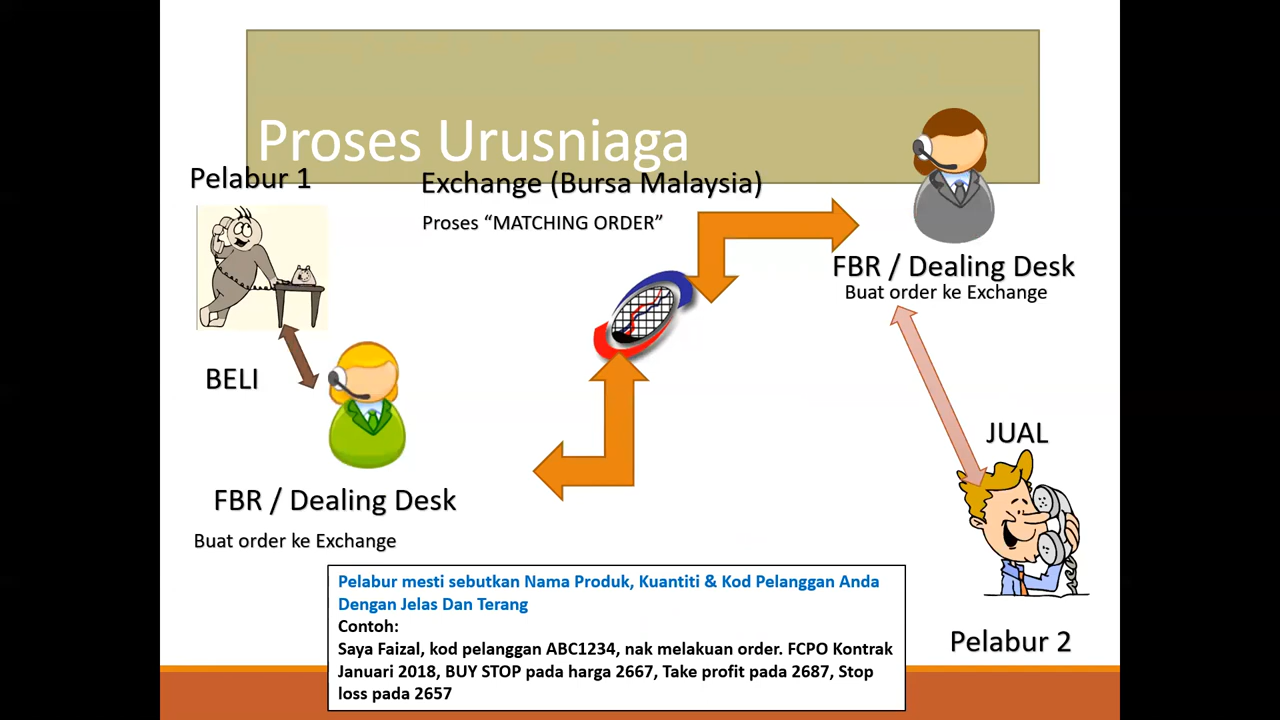 Proses Urusniaga
Pelabur 1
Exchange (Bursa Malaysia)
Proses “MATCHING ORDER”
FBR / Dealing Desk
Buat order ke Exchange
BELI
JUAL
FBR / Dealing Desk
Buat order ke Exchange
Pelabur mesti sebutkan Nama Produk, Kuantiti & Kod Pelanggan Anda
Dengan Jelas Dan Terang
Contoh:
Saya Faizal, kod pelanggan ABC1234, nak melakuan order. FCPO Kontrak
Januari 2018, BUY STOP pada harga 2667, Take profit pada 2687, Stop
loss pada 2657
Pelabur 2